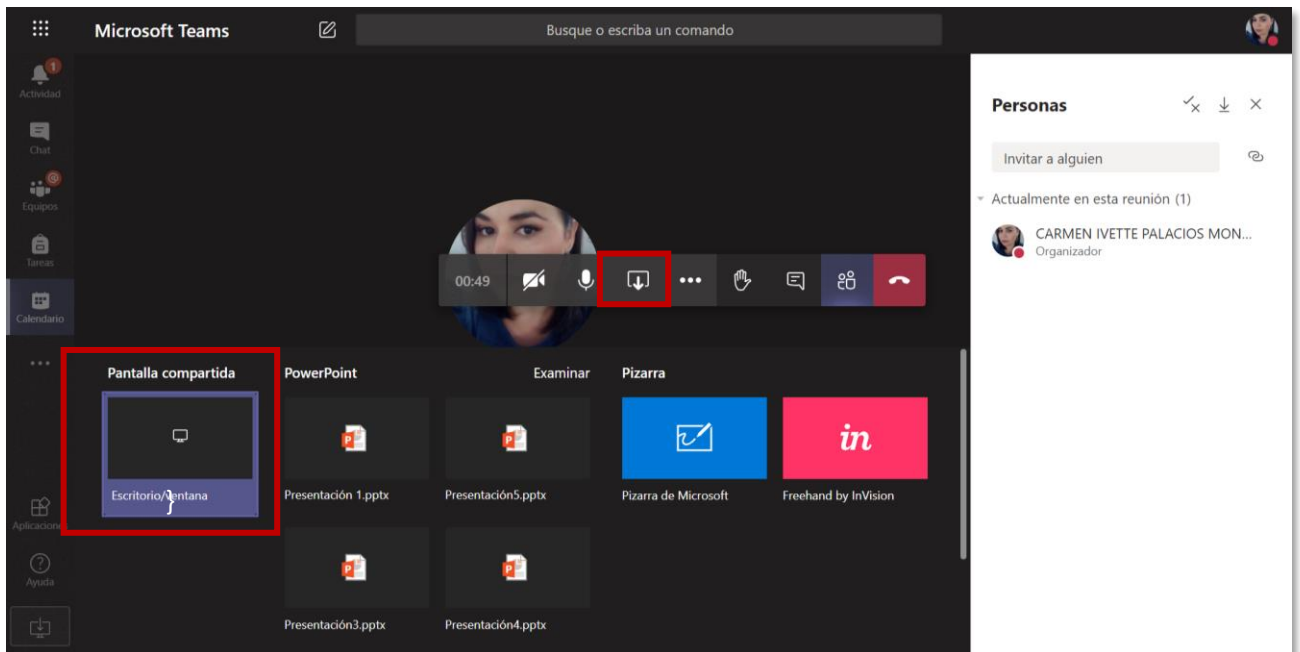 Microsoft Teams
Busque o escriba un comando
1
Actividad
Chat
Equipos
Tareas
Calendario
Aplicaciones
Ayuda
00:49
Pantalla compartida
Escritorio/Ventana
}
PowerPoint
Examinar
Presentación 1.pptx
Presentación5.pptx
Presentación3.pptx
Presentación4.pptx
Pizarra
in
Pizarra de Microsoft
Freehand by InVision
Personas
Invitar a alguien
Actualmente en esta reunión (1)
CARMEN IVETTE PALACIOS MON...
Organizador